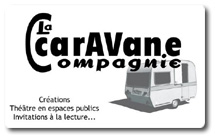 La
CarAVane
Compagnie
Créations
Théâtre en espaces publics
Invitations à la lecture...